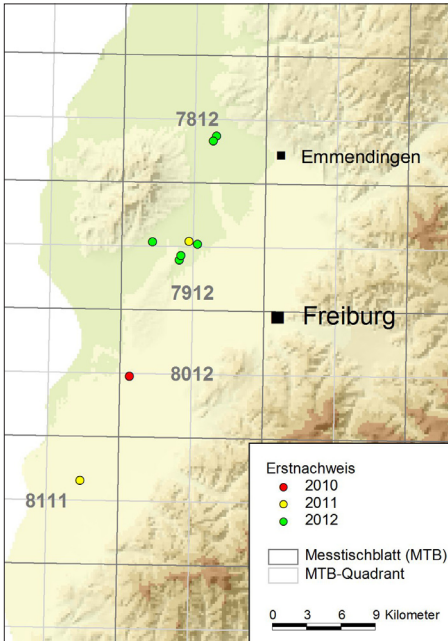 7812
Emmendingen
7912
Freiburg
8012
8111
Erstnachweis
2010
2011
2012
Messtischblatt (MTB)
MTB-Quadrant
0 3 6 9 Kilometer